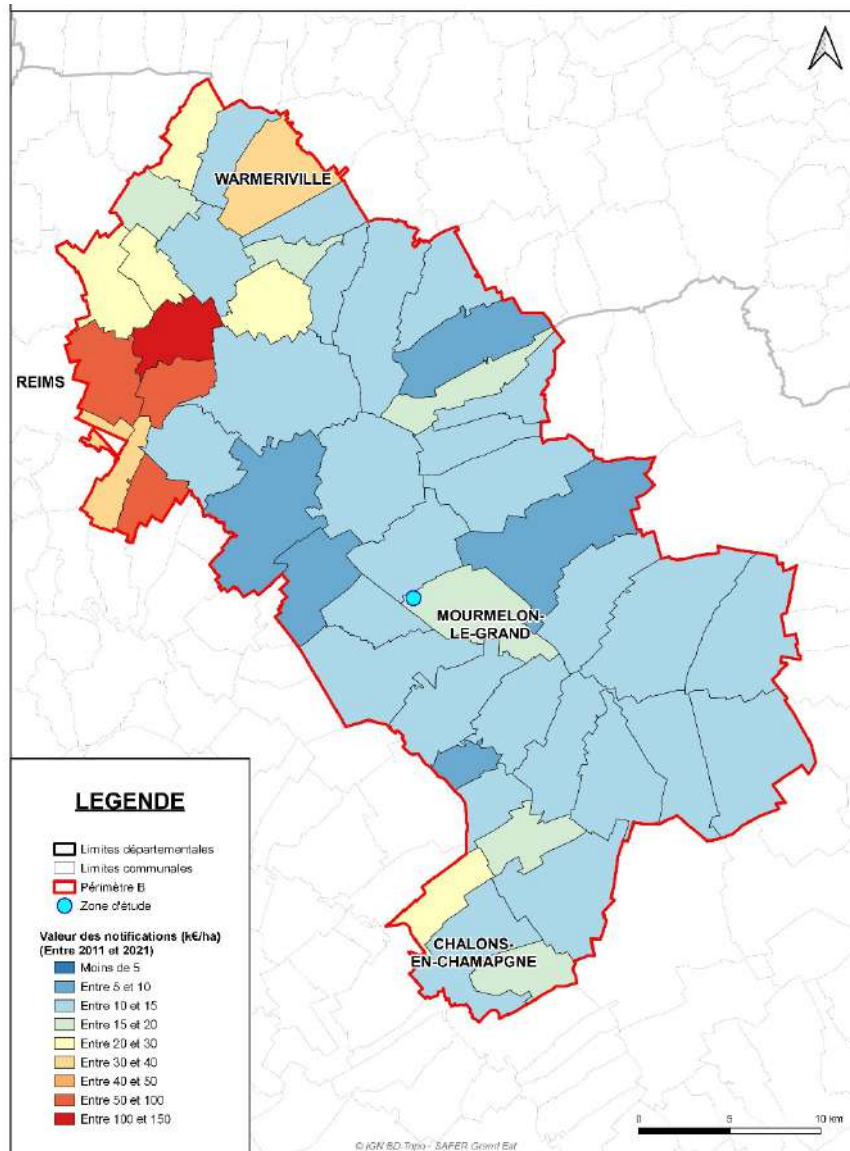 WARMERIVILLE
REIMS
MOURMELON-
LE-GRAND
CHALONS-
EN-CHAMAPGNE
LEGENDE
Limites départementales
Limites communales
Périmètre B
Zone d'étude
Valeur des notifications (k€/ha)
(Entre 2011 et 2021)
Moins de 5
Entre 5 et 10
Entre 10 et 15
Entre 15 et 20
Entre 20 et 30
Entre 30 et 40
Entre 40 et 50
Entre 50 et 100
Entre 100 et 150
0 5 10 km
© IGN BD-Topo - SAFER Grand Est